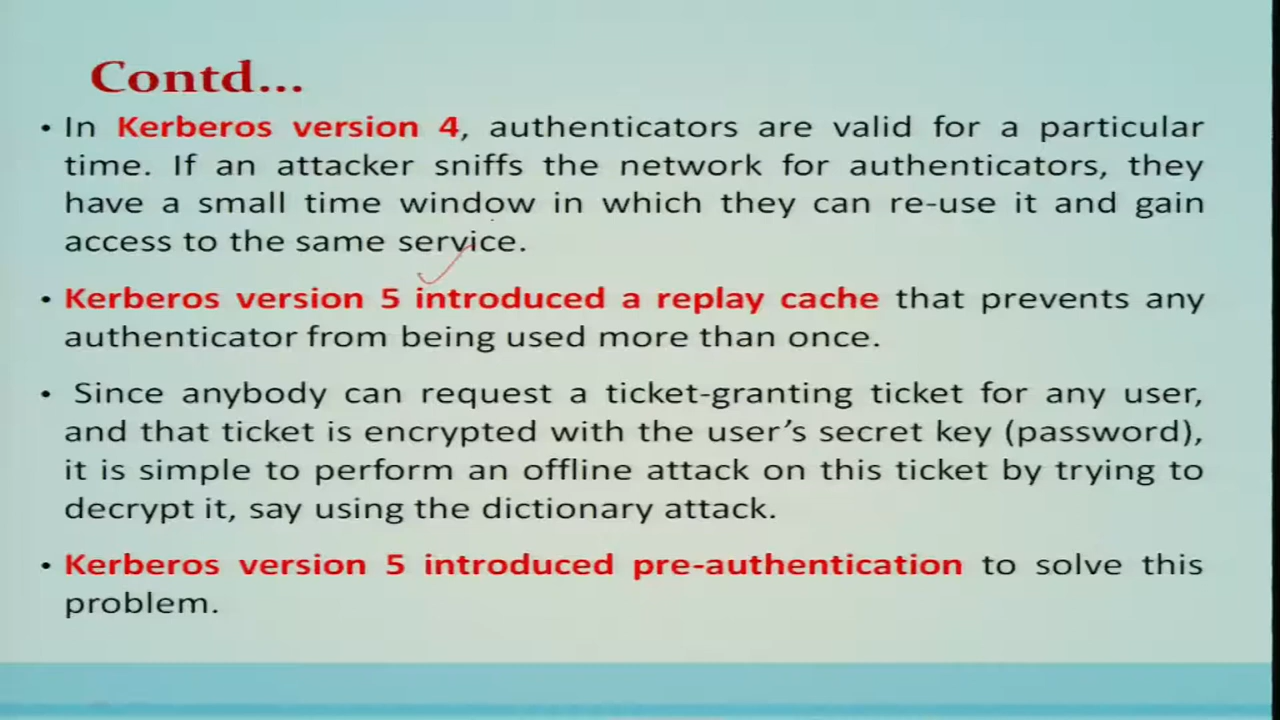 Contd...
• In Kerberos version 4, authenticators are valid for a particular
time. If an attacker sniffs the network for authenticators, they
have a small time window in which they can re-use it and gain
access to the same service.
• Kerberos version 5 introduced a replay cache that prevents any
authenticator from being used more than once.
• Since anybody can request a ticket-granting ticket for any user,
and that ticket is encrypted with the user's secret key (password),
it is simple to perform an offline attack on this ticket by trying to
decrypt it, say using the dictionary attack.
• Kerberos version 5 introduced pre-authentication to solve this
problem.